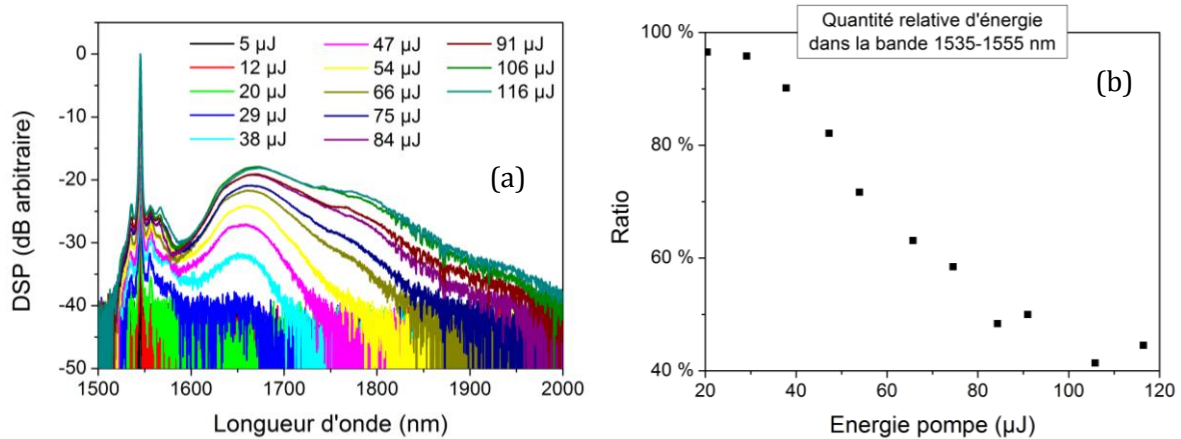 5 µJ
12 µJ
20 µJ
29 µJ
38 µJ
47 µJ
54 µJ
66 µJ
75 µJ
84 µJ
91 µJ
106 µJ
116 µJ
(a)
0
-10
-20
-30
-40
-50
DSP (dB arbitraire)
1500 1600 1700 1800 1900 2000
Longueur d'onde (nm)
Quantité relative d'énergie
dans la bande 1535-1555 nm
(b)
100 %
80 %
60 %
40 %
Ratio
20 40 60 80 100 120
Energie pompe (µJ)